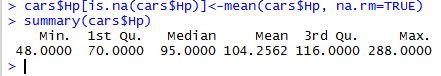 > cars$Hp[is.na(cars$Hp)]<-mean(cars$Hp, na.rm=TRUE)
> summary(cars$Hp)
    Min.  1st Qu.   Median     Mean  3rd Qu.     Max.
 48.0000  70.0000  95.0000 104.2562 116.0000 288.0000
>